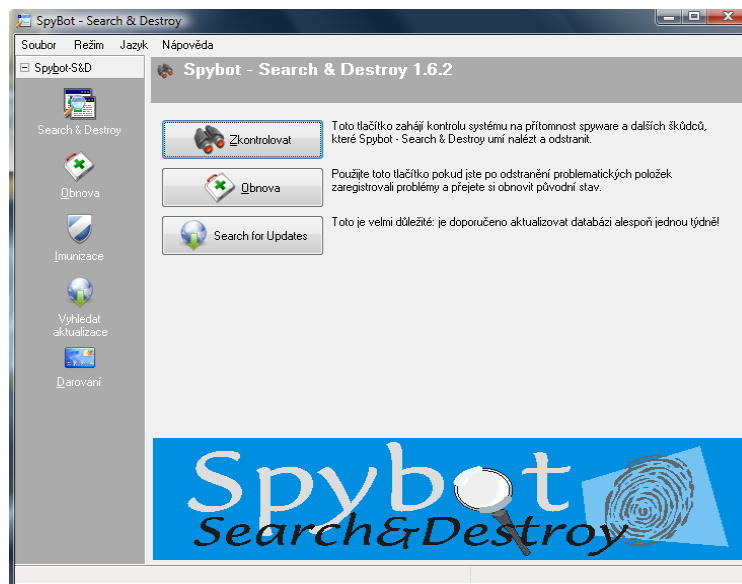 SpyBot - Search & Destroy
Soubor Režim Jazyk Nápověda
Spybot-S&D
Search & Destroy
Obnova
Imunizace
Vyhledat
aktualizace
Darování
Spybot - Search & Destroy 1.6.2
Zkontrolovat
Toto tlačítko zahájí kontrolu systému na přítomnost spyware a dalších škůdců,
které Spybot - Search & Destroy umí nalézt a odstranit.
Obnova
Použijte toto tlačítko pokud jste po odstranění problematických položek
zaregistrovali problémy a přejete si obnovit původní stav.
Search for Updates
Toto je velmi důležité: je doporučeno aktualizovat databázi alespoň jednou týdně!
Spybot
Search&Destroy